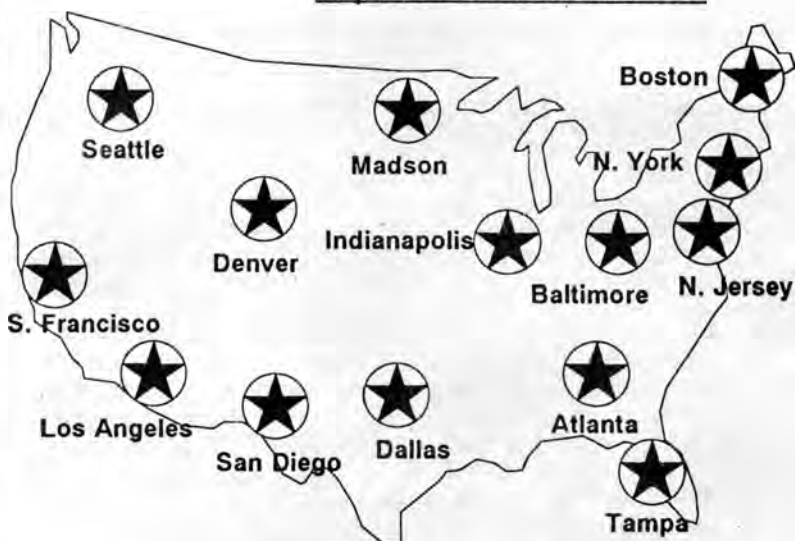 Boston
Seattle
Madson
N. York
Denver
Indianapolis
Baltimore
N. Jersey
S. Francisco
Los Angeles
San Diego
Dallas
Atlanta
Tampa